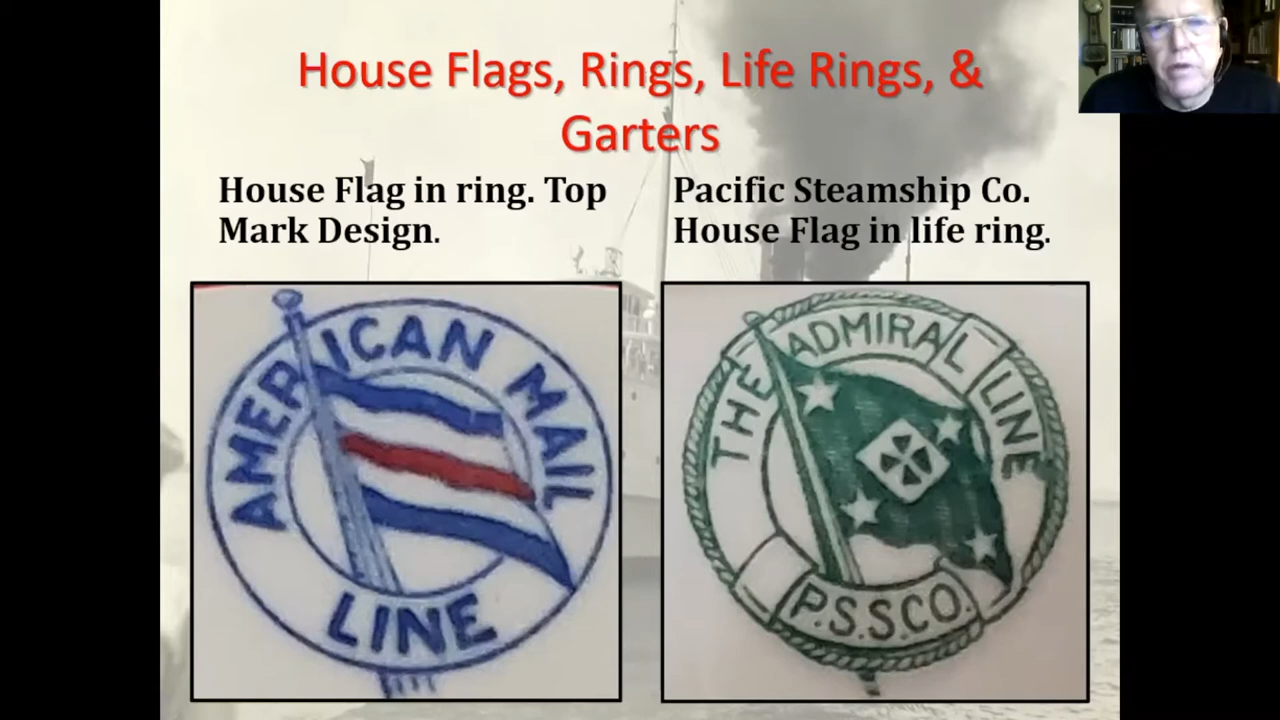 House Flags, Rings, Life Rings, &
Garters
House Flag in ring. Top
Mark Design.
Pacific Steamship Co.
House Flag in life ring.
AMERICAN MAIL
LINE
THE ADMIRAL LINE
P.S.S.CO.